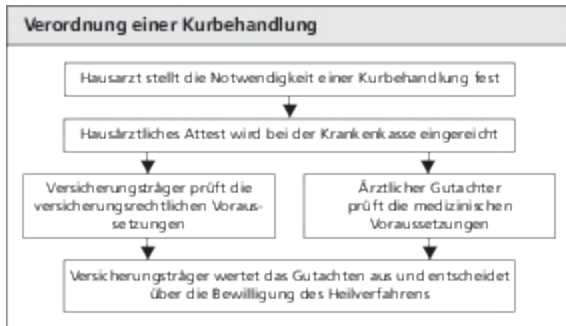 Verordnung einer Kurbehandlung
Hausarzt stellt die Notwendigkeit einer Kurbehandlung fest
Hausärztliches Attest wird bei der Krankenkasse eingereicht
Versicherungsträger prüft die
versicherungsrechtlichen Voraus-
setzungen
Ärztlicher Gutachter
prüft die medizinischen
Voraussetzungen
Versicherungsträger wertet das Gutachten aus und entscheidet
über die Bewilligung des Heilverfahrens